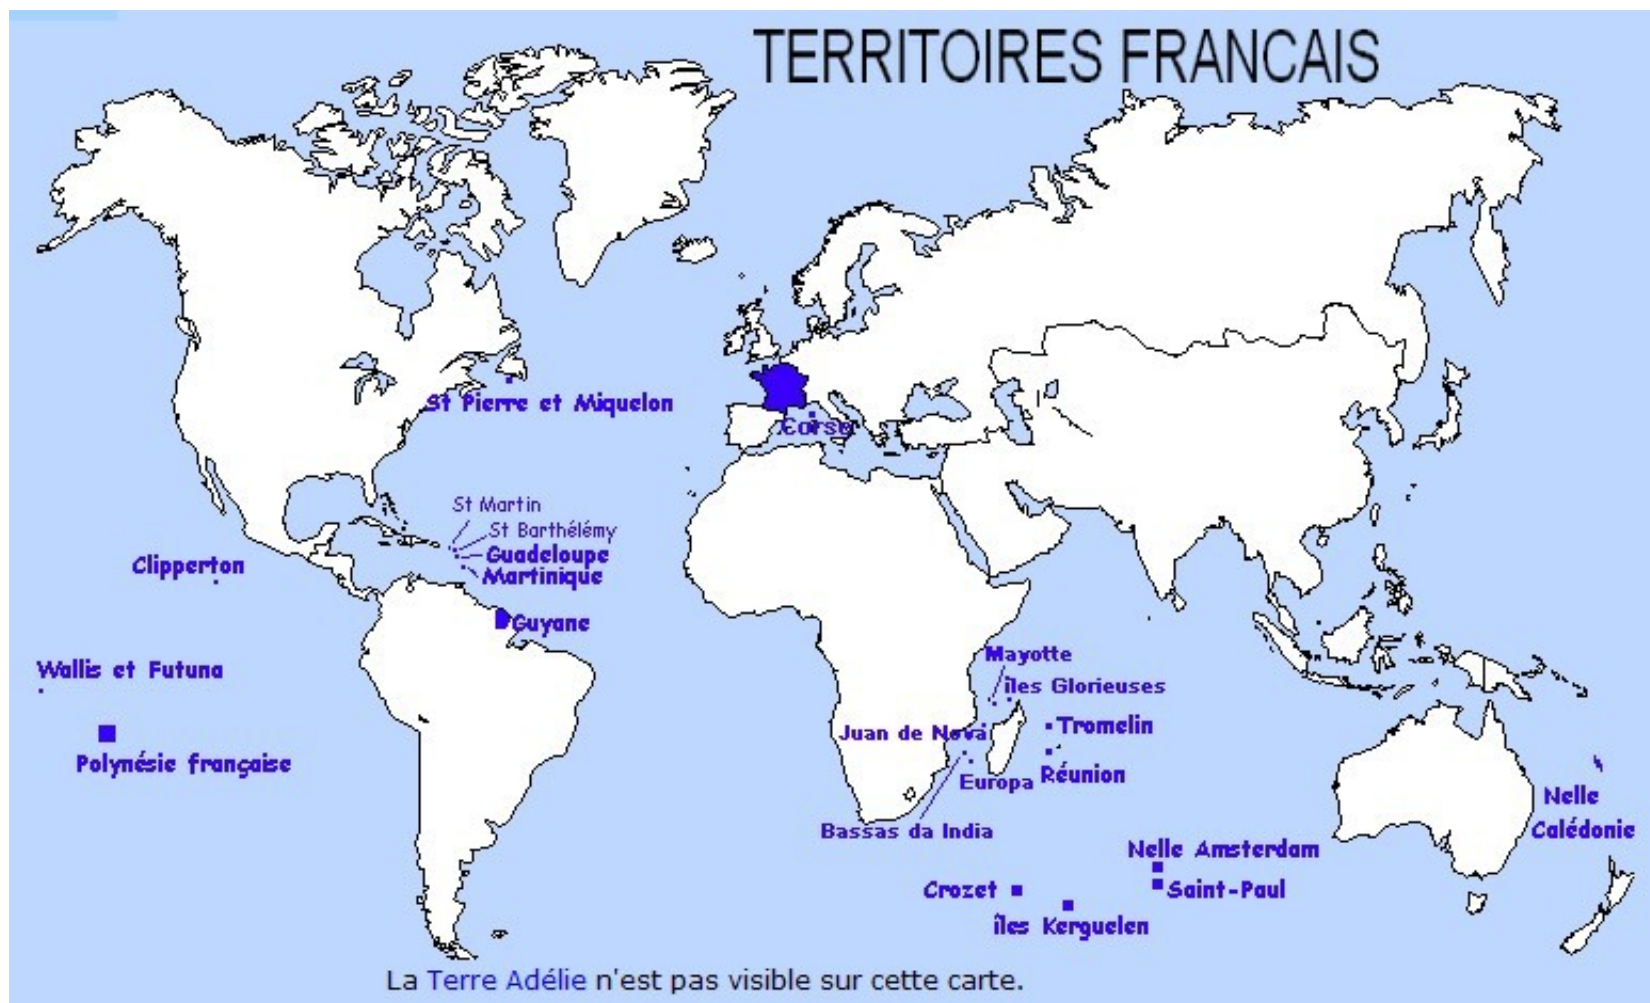 TERRITOIRES FRANCAIS
St Pierre et Miquelon
Corse
St Martin
St Barthélémy
Guadeloupe
Martinique
Clipperton
Guyane
Wallis et Futuna
Polynésie française
Mayotte
îles Glorieuses
Juan de Nova
Tromelin
Europa
Réunion
Bassas da India
Nelle
Calédonie
Nelle Amsterdam
Saint-Paul
Crozet
îles Kerguelen
La Terre Adélie n'est pas visible sur cette carte.